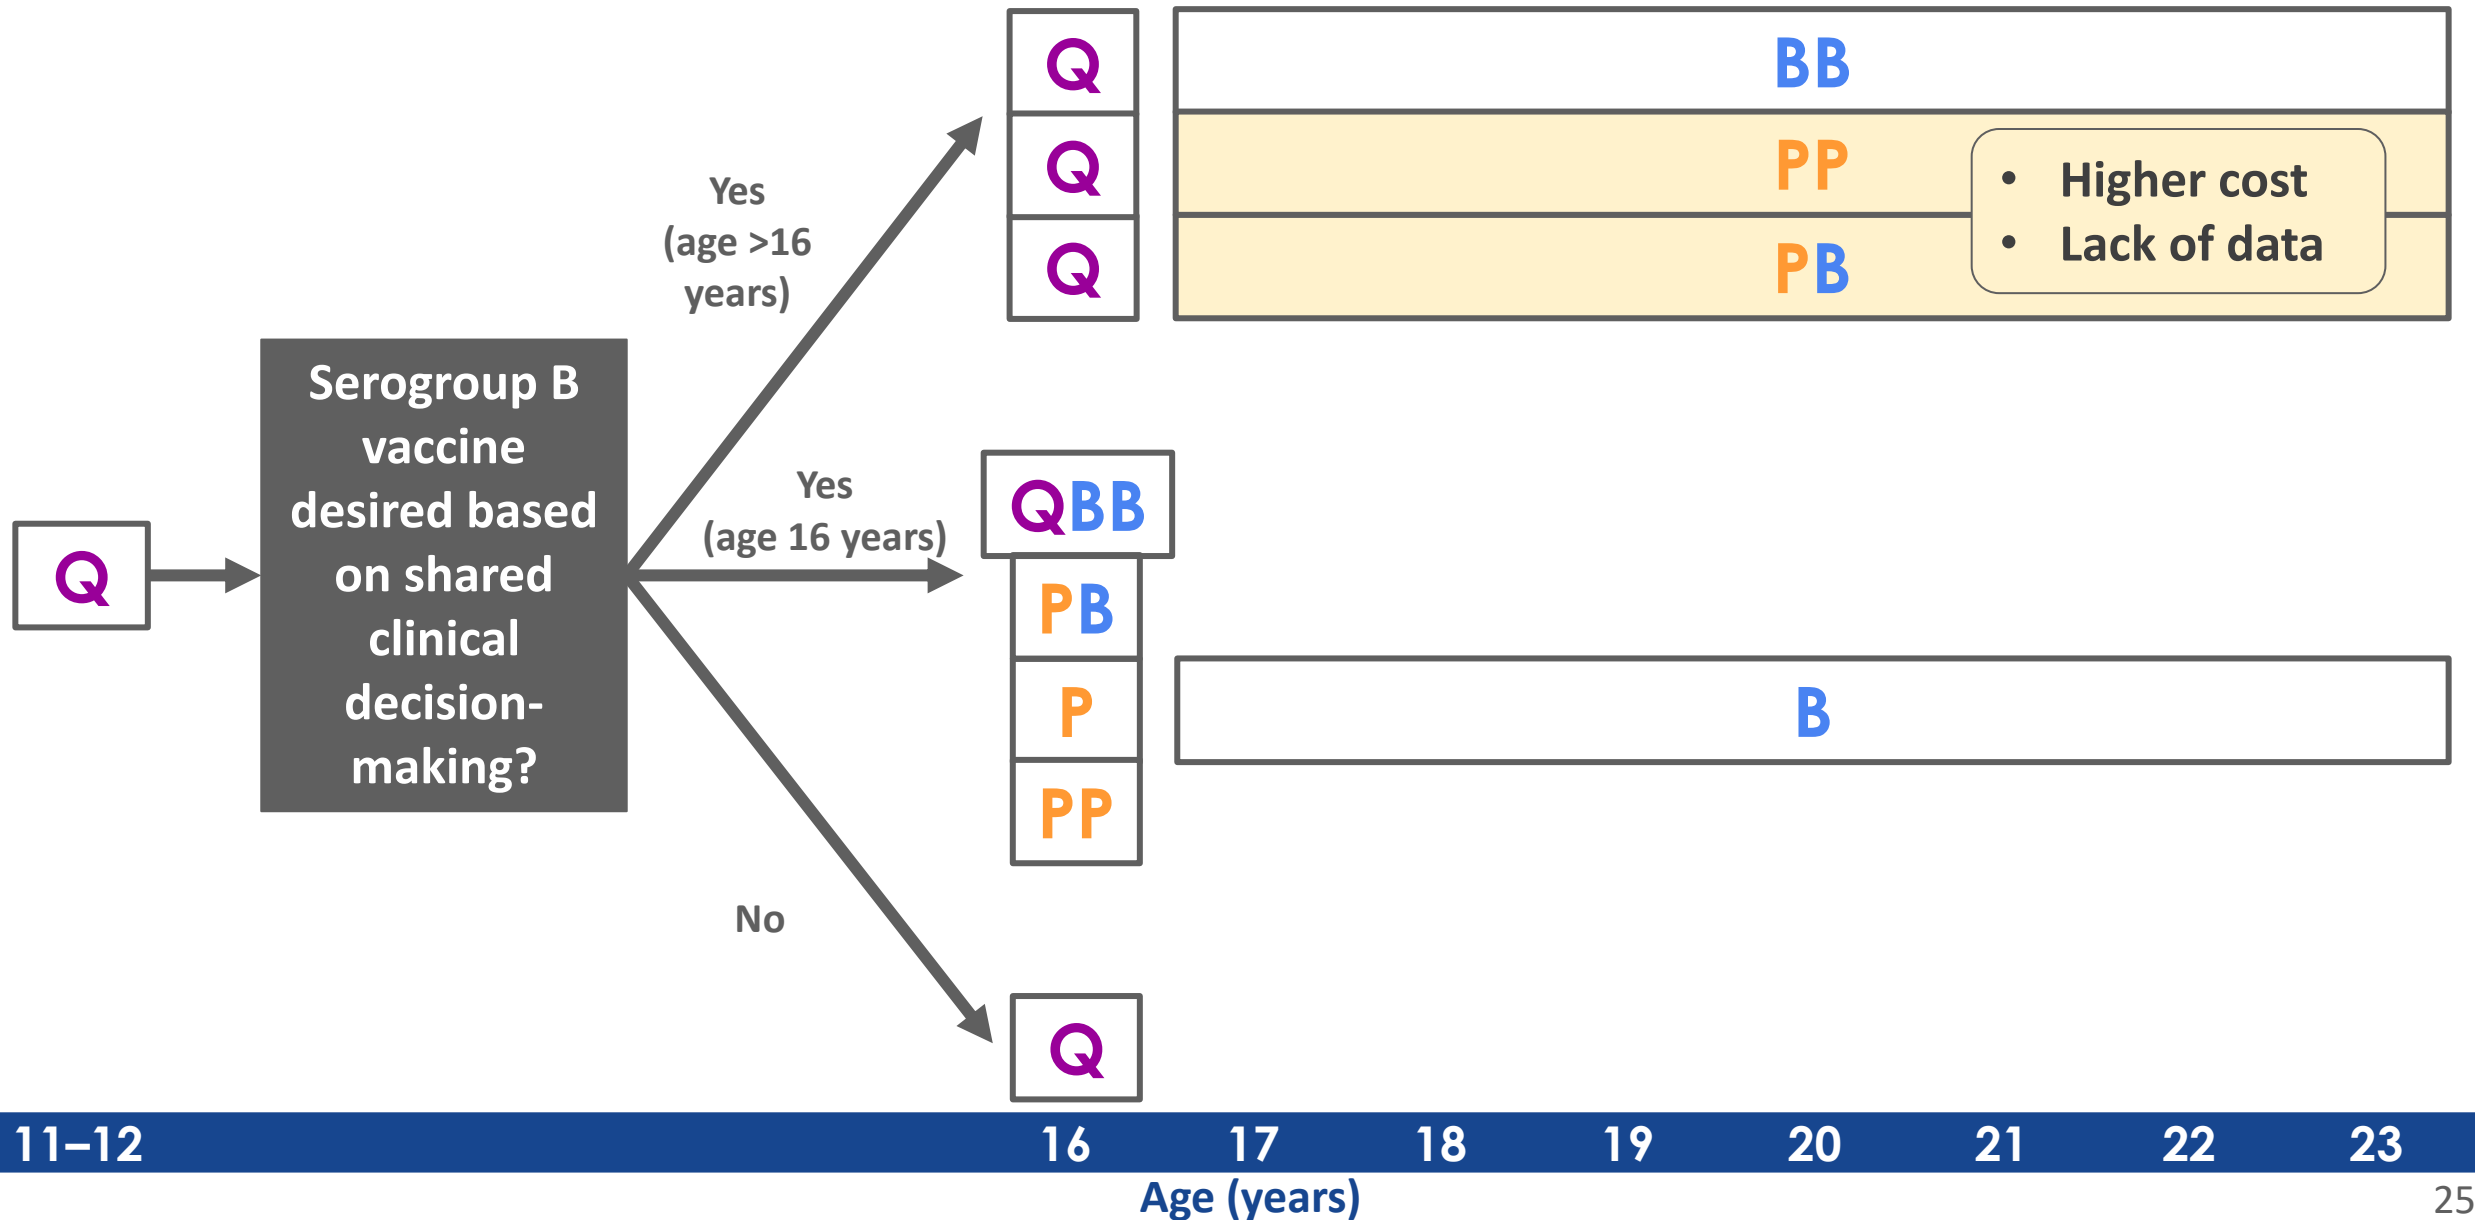 Q
Serogroup B
vaccine
desired based
on shared
clinical
decision-
making?
Yes
(age >16
years)
Q
BB
Q
PP
Q
PB
• Higher cost
• Lack of data
Yes
(age 16 years)
QBB
PB
P
B
PP
No
Q
11–12 16 17 18 19 20 21 22 23
Age (years)
25